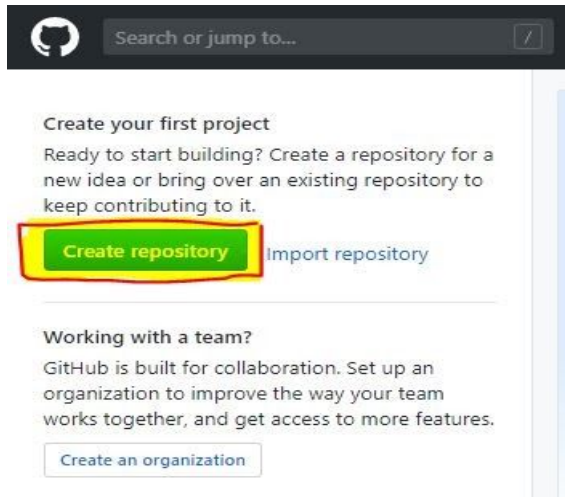 Search or jump to...
/
Create your first project
Ready to start building? Create a repository for a
new idea or bring over an existing repository to
keep contributing to it.
Create repository Import repository
Working with a team?
GitHub is built for collaboration. Set up an
organization to improve the way your team
works together, and get access to more features.
Create an organization